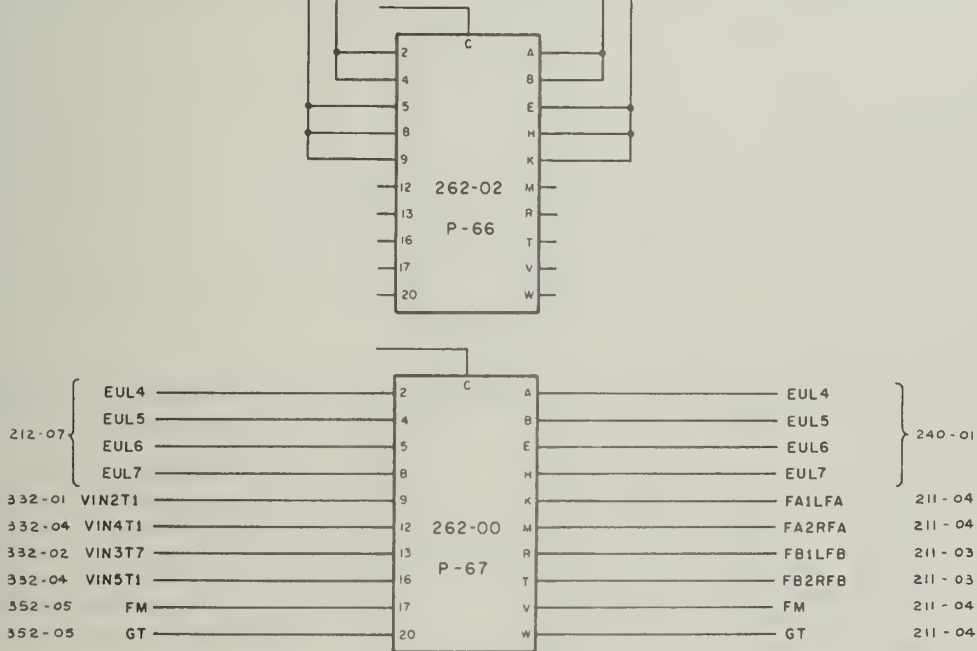 C
2 A
4 B
5 E
8 H
9 K
12 262-02 M
13 R
P-66
16 T
17 V
20 W
C
EUL4 2 A EUL4
EUL5 4 B EUL5
212-07 240-01
EUL6 5 E EUL6
EUL7 8 H EUL7
332-01 VIN2T1 9 K FA1LFA 211-04
332-04 VIN4T1 12 262-00 M FA2RFA 211-04
332-02 VIN3T7 13 R FB1LFB 211-03
P-67
332-04 VIN5T1 16 T FB2RFB 211-03
352-05 FM 17 V FM 211-04
352-05 GT 20 W GT 211-04